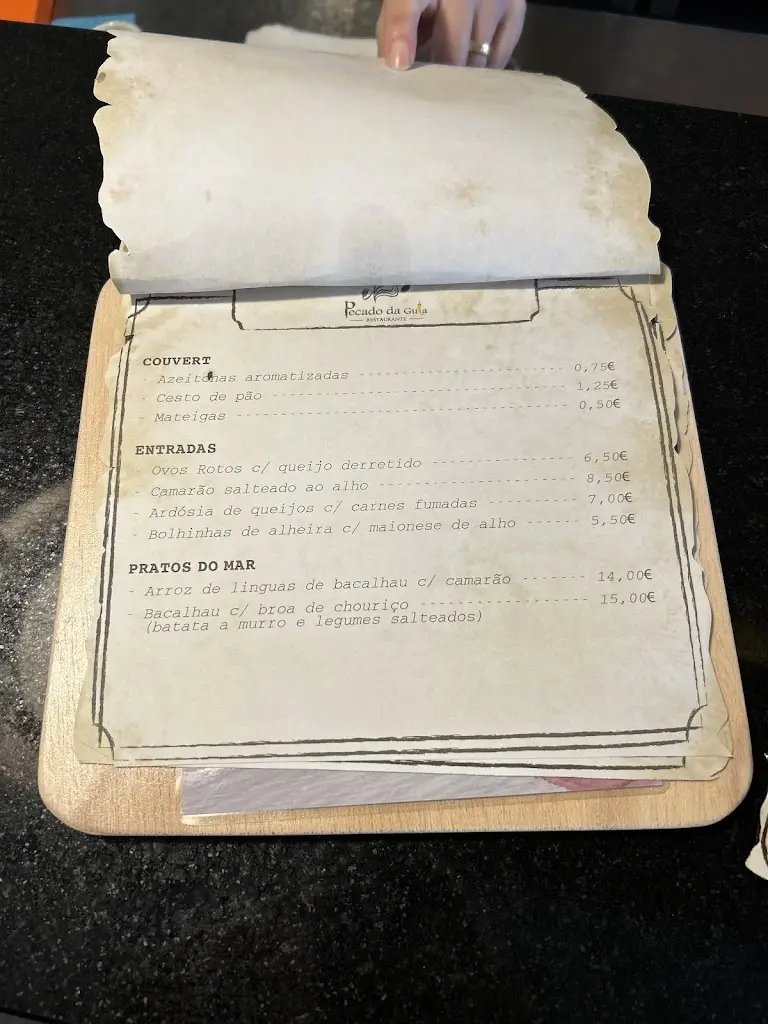 Pecado da Gula
RESTAURANTE
COUVERT
- Azeitonas aromatizadas ---------------------- 0,75€
- Cesto de pão ------------------------------- 1,25€
- Mateigas ----------------------------------- 0,50€
ENTRADAS
- Ovos Rotos c/ queijo derretido --------------- 6,50€
- Camarão salteado ao alho --------------------- 8,50€
- Ardósia de queijos c/ carnes fumadas --------- 7,00€
- Bolhinhas de alheira c/ maionese de alho ------ 5,50€
PRATOS DO MAR
- Arroz de linguas de bacalhau c/ camarão ------- 14,00€
- Bacalhau c/ broa de chouriço ------------------ 15,00€
(batata a murro e legumes salteados)